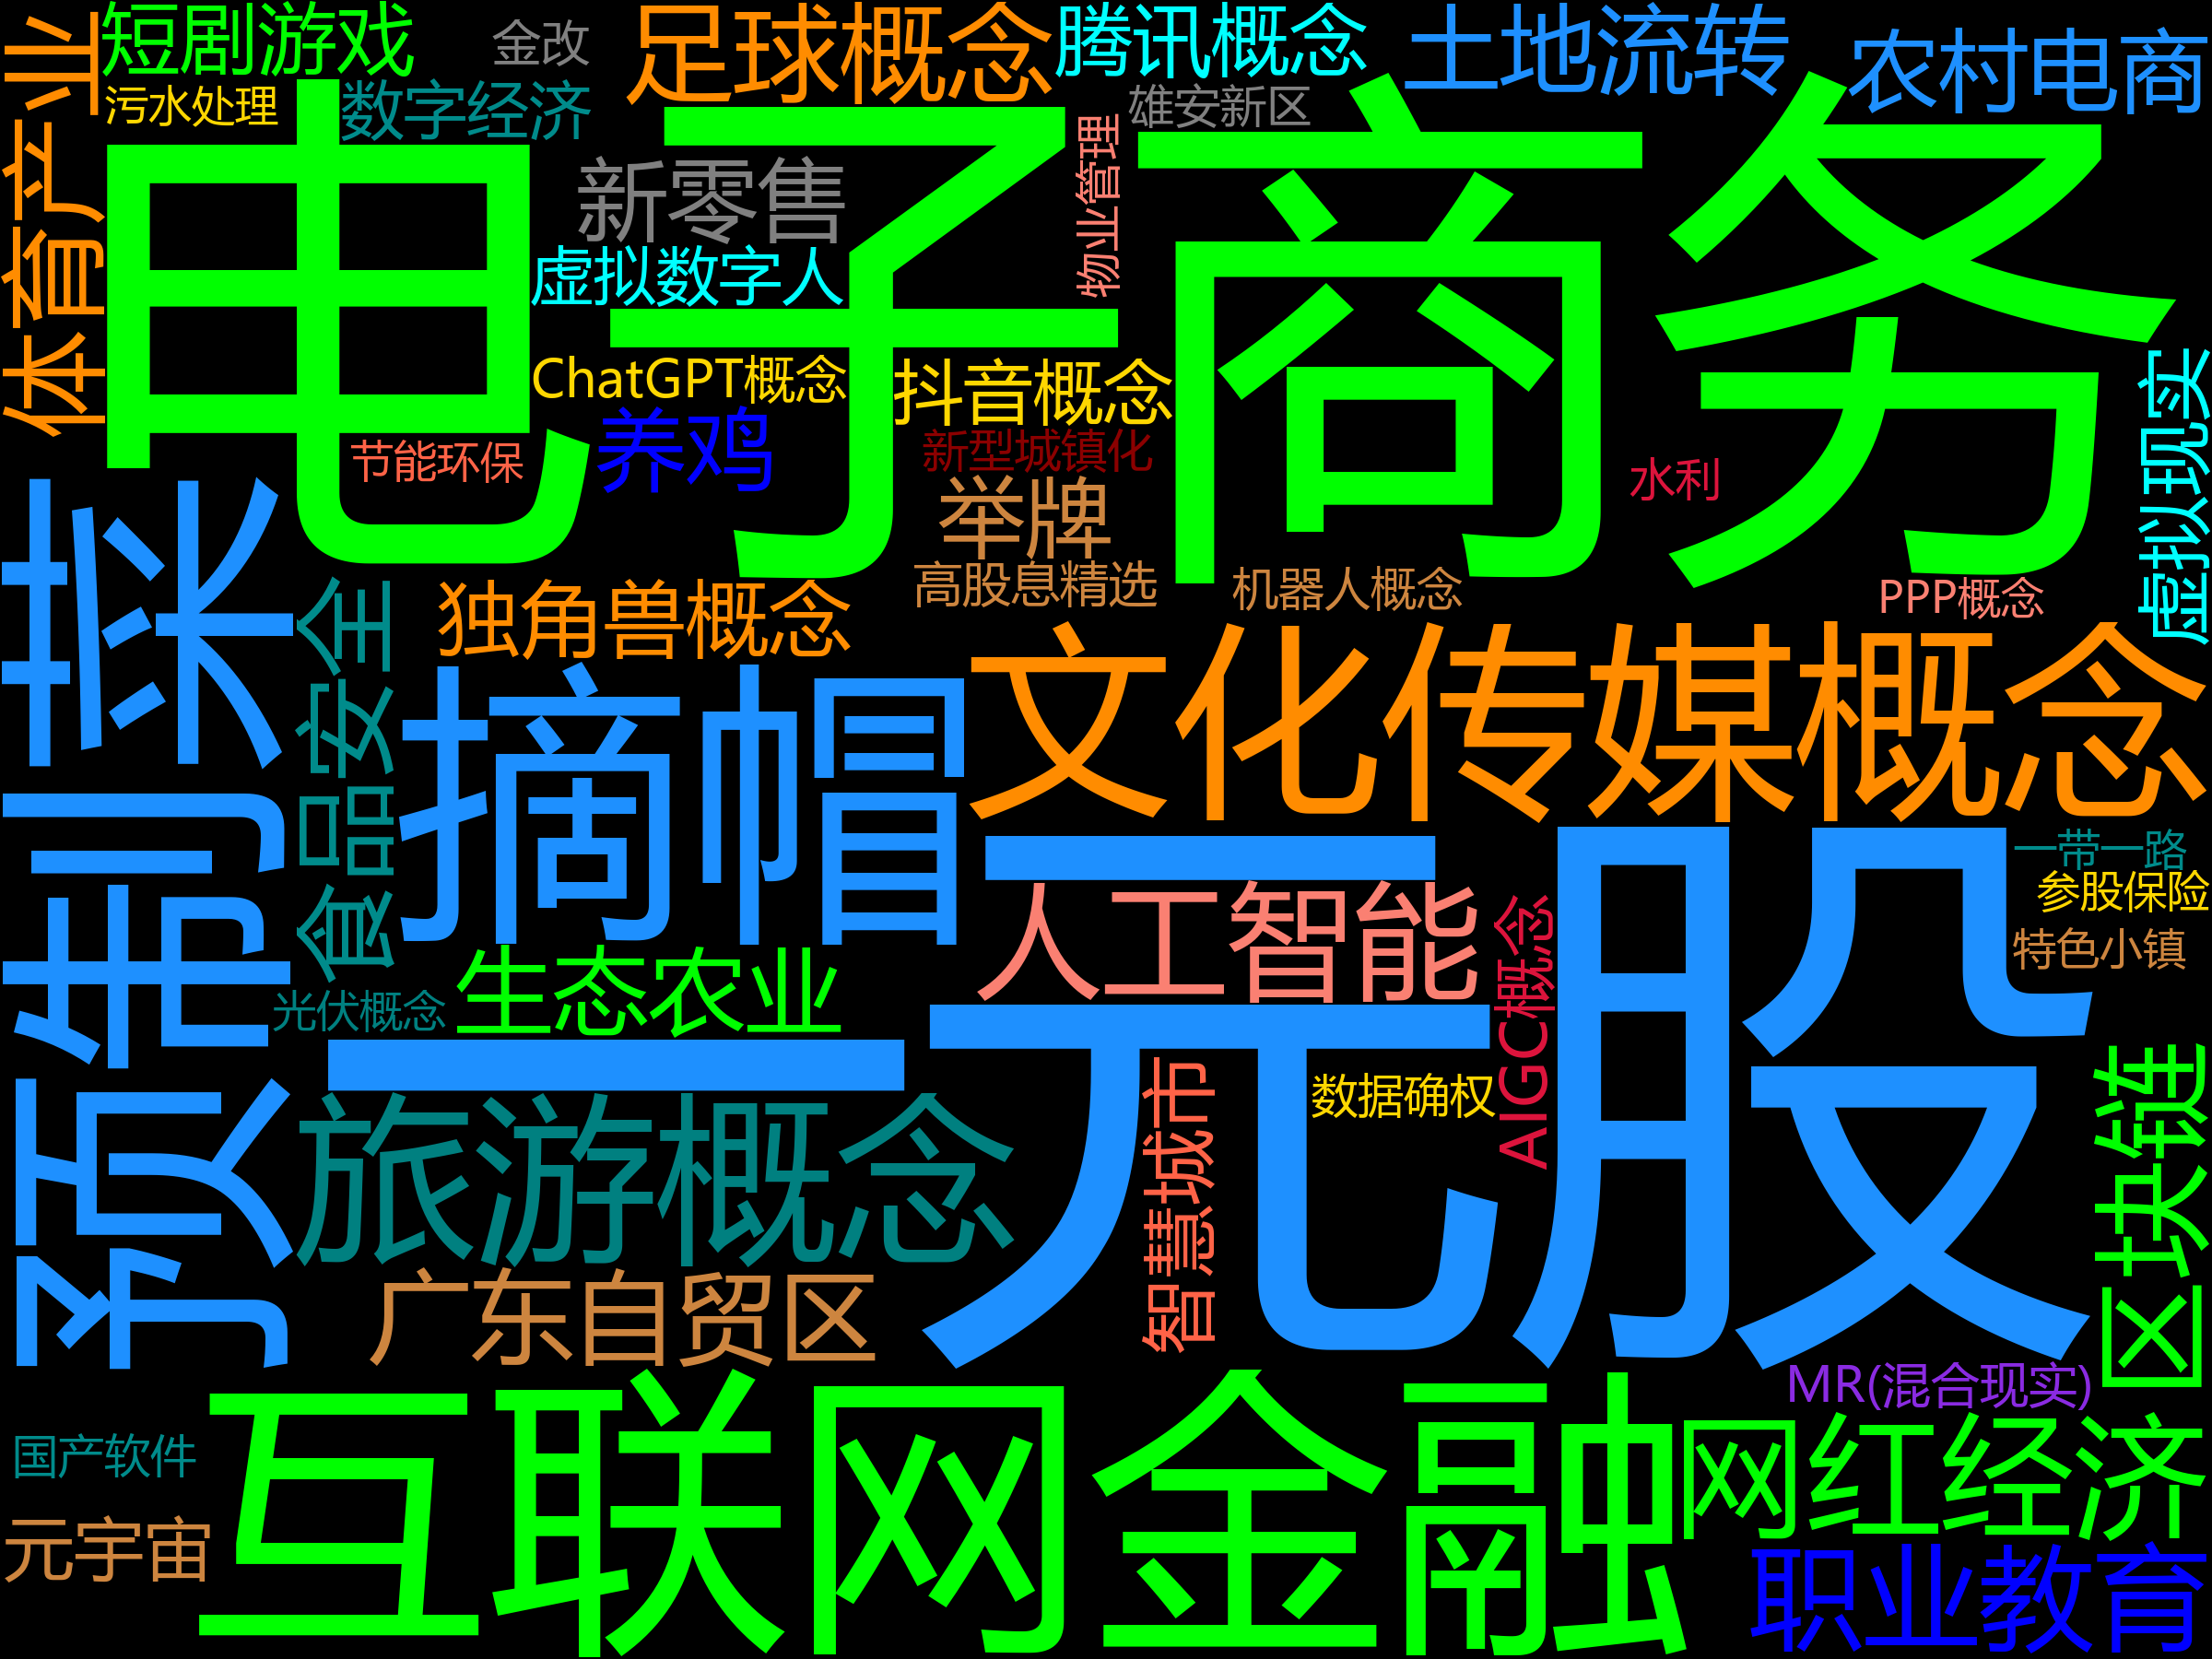 短剧游戏
金改
足球概念
腾讯概念
土地流转
农村电商
体育产业
污水处理
数字经济
雄安新区
电子商务
新零售
物业管理
虚拟数字人
ChatGPT概念
抖音概念
虚拟现实
节能环保
养鸡
新型城镇化
水利
举牌
高股息精选
机器人概念
PPP概念
预制菜
食品安全
独角兽概念
文化传媒概念
摘帽
二元股
人工智能
一带一路
参股保险
特色小镇
AIGC概念
生态农业
光伏概念
一元股
旅游概念
智慧城市
数据确权
区块链
广东自贸区
MR(混合现实)
互联网金融
网红经济
国产软件
元宇宙
职业教育